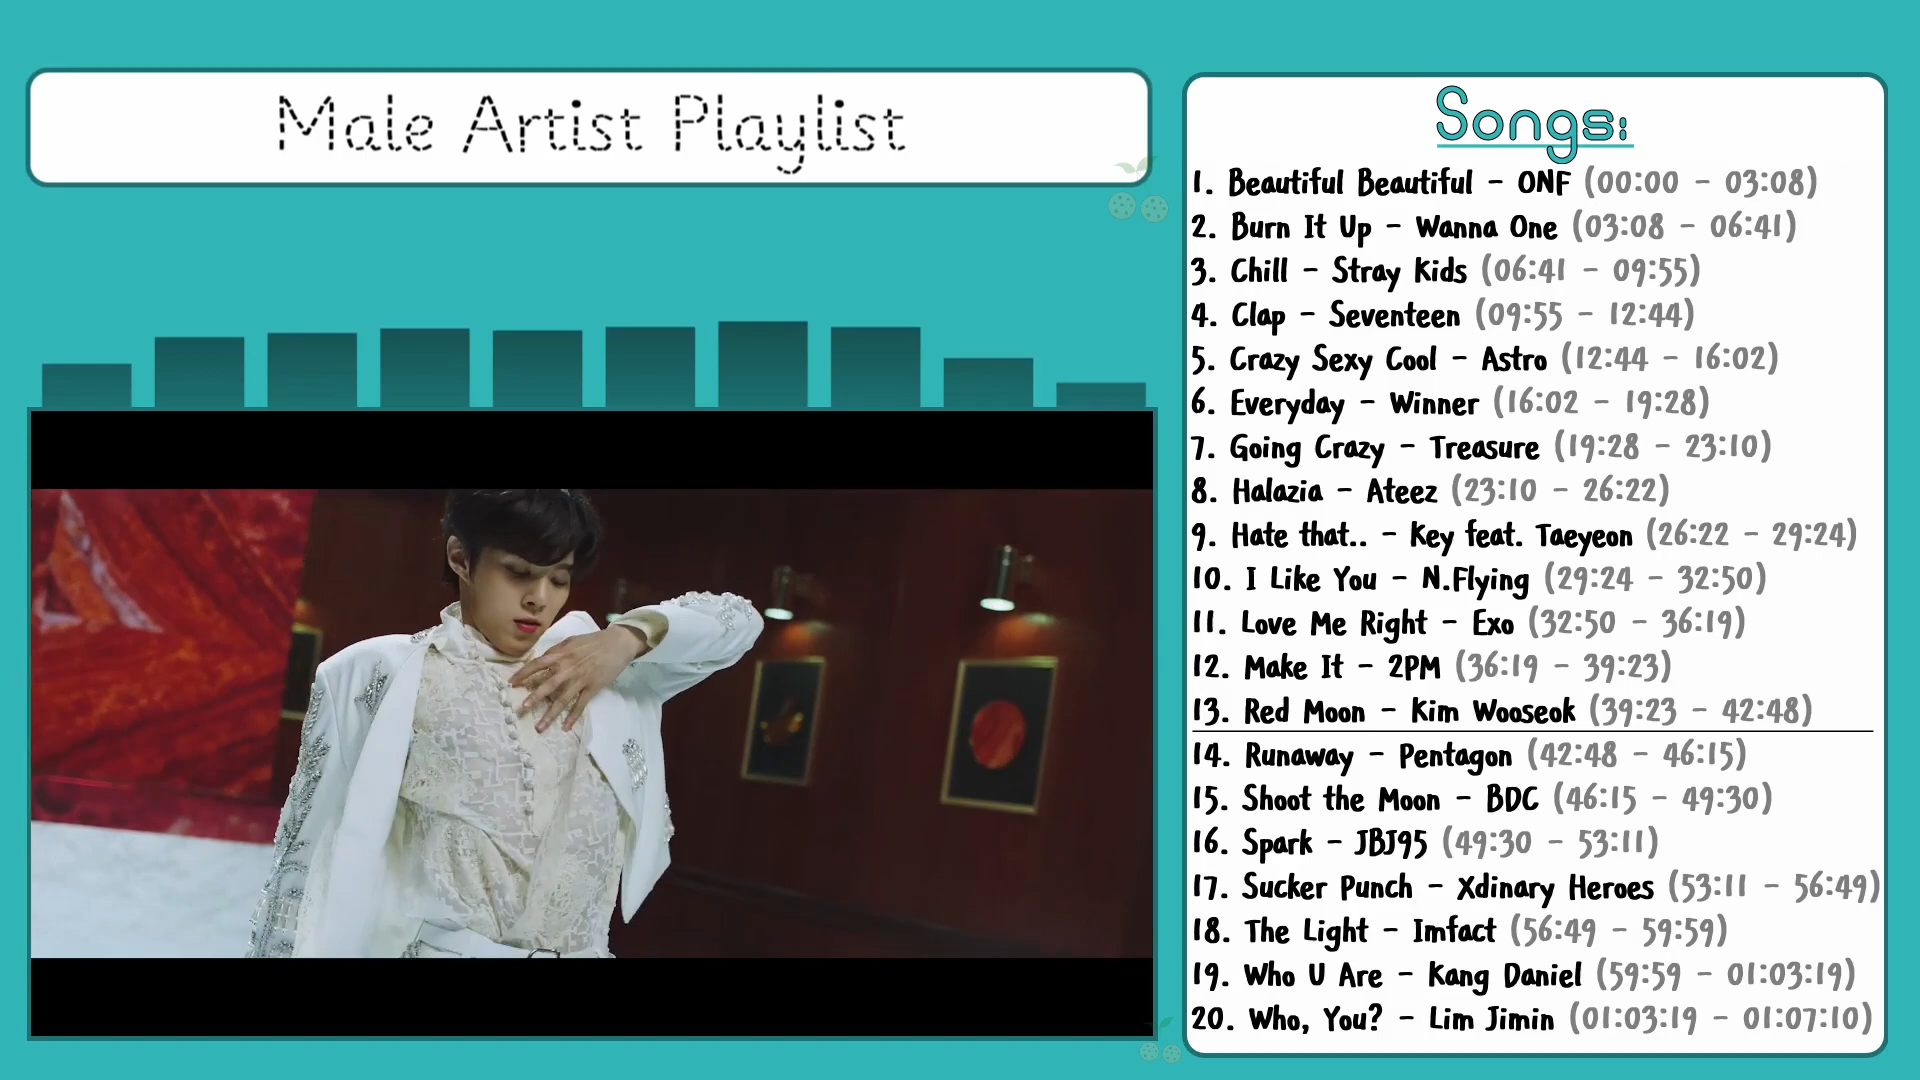 Male Artist Playlist
Songs:
1. Beautiful Beautiful - ONF (00:00 - 03:08)
2. Burn It Up - Wanna One (03:08 - 06:41)
3. Chill - Stray Kids (06:41 - 09:55)
4. Clap - Seventeen (09:55 - 12:44)
5. Crazy Sexy Cool - Astro (12:44 - 16:02)
6. Everyday - Winner (16:02 - 19:28)
7. Going Crazy - Treasure (19:28 - 23:10)
8. Halazia - Ateez (23:10 - 26:22)
9. Hate that.. - Key feat. Taeyeon (26:22 - 29:24)
10. I Like You - N.Flying (29:24 - 32:50)
11. Love Me Right - Exo (32:50 - 36:19)
12. Make It - 2PM (36:19 - 39:23)
13. Red Moon - Kim Wooseok (39:23 - 42:48)
14. Runaway - Pentagon (42:48 - 46:15)
15. Shoot the Moon - BDC (46:15 - 49:30)
16. Spark - JBJ95 (49:30 - 53:11)
17. Sucker Punch - Xdinary Heroes (53:11 - 56:49)
18. The Light - Imfact (56:49 - 59:59)
19. Who U Are - Kang Daniel (59:59 - 01:03:19)
20. Who, You? - Lim Jimin (01:03:19 - 01:07:10)